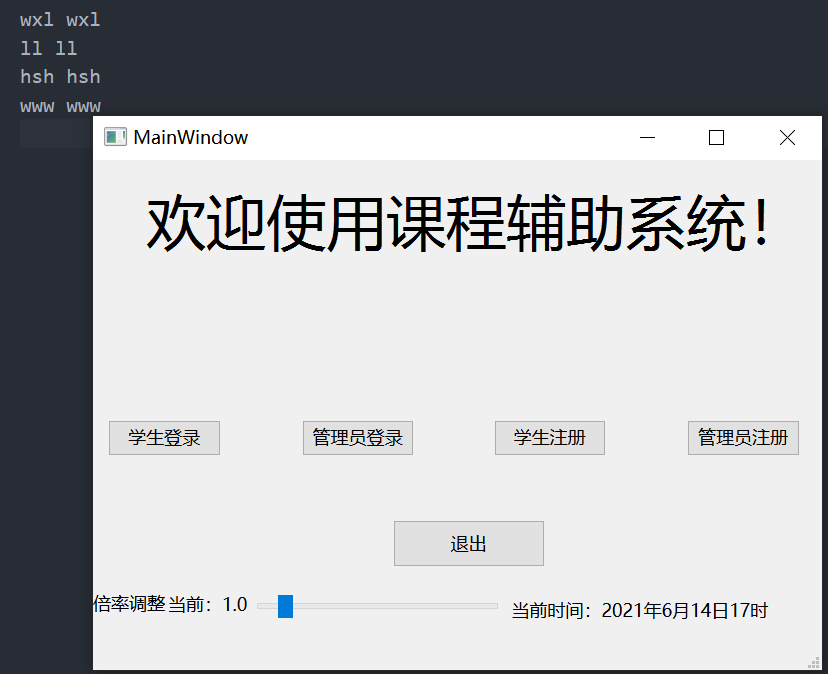 wxl wxl
ll ll
hsh hsh
www www
MainWindow
欢迎使用课程辅助系统!
学生登录
管理员登录
学生注册
管理员注册
退出
倍率调整 当前：1.0
当前时间：2021年6月14日17时